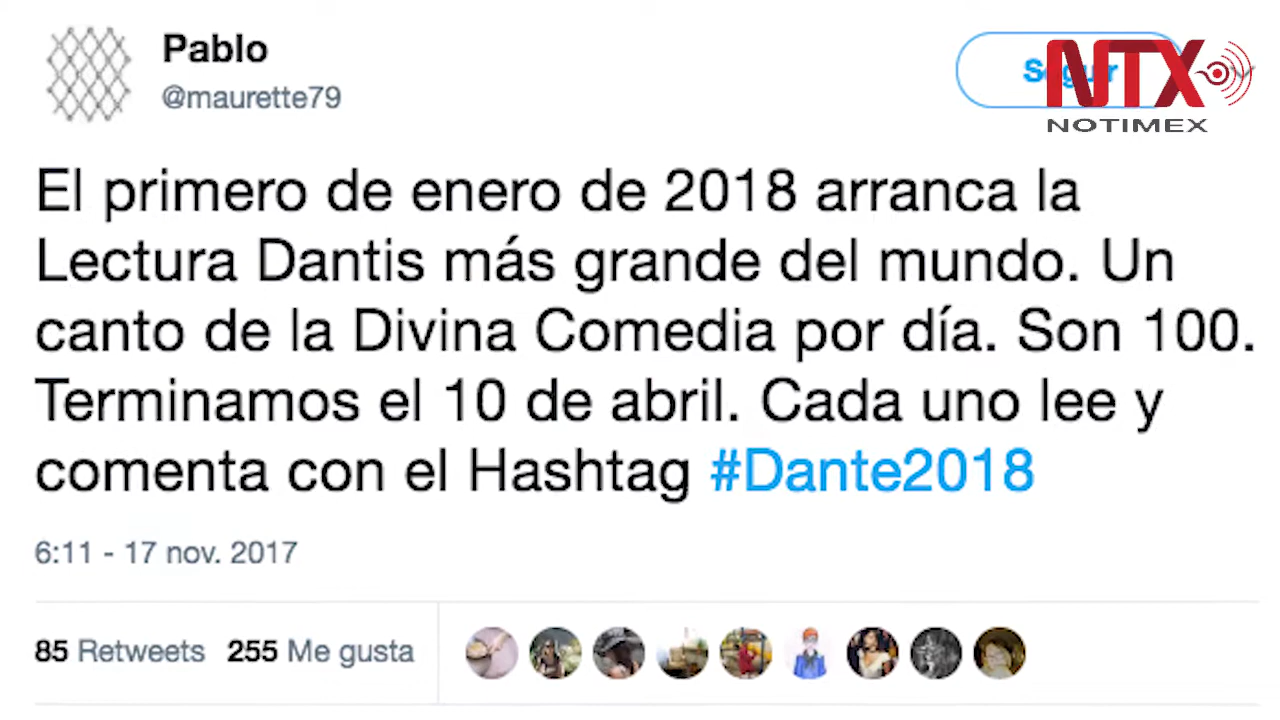 Pablo
@maurette79
Seguir
NTX
NOTIMEX
El primero de enero de 2018 arranca la
Lectura Dantis más grande del mundo. Un
canto de la Divina Comedia por día. Son 100.
Terminamos el 10 de abril. Cada uno lee y
comenta con el Hashtag #Dante2018
6:11 - 17 nov. 2017
85 Retweets 255 Me gusta